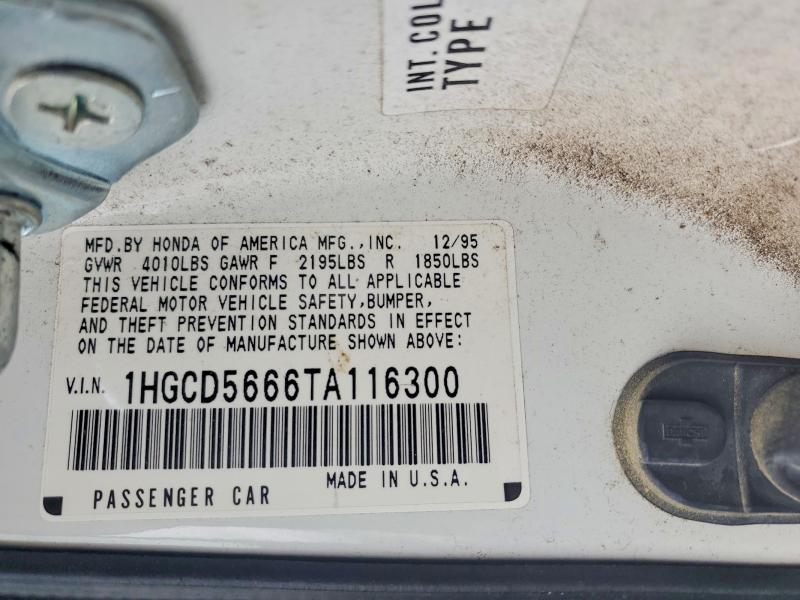 INT. COL
TYPE
MFD.BY HONDA OF AMERICA MFG.,INC. 12/95
GVWR 4010LBS GAWR F 2195LBS R 1850LBS
THIS VEHICLE CONFORMS TO ALL APPLICABLE
FEDERAL MOTOR VEHICLE SAFETY,BUMPER,
AND THEFT PREVENTION STANDARDS IN EFFECT
ON THE DATE OF MANUFACTURE SHOWN ABOVE:
V.I.N. 1HGCD5666TA116300
MADE IN U.S.A.
PASSENGER CAR